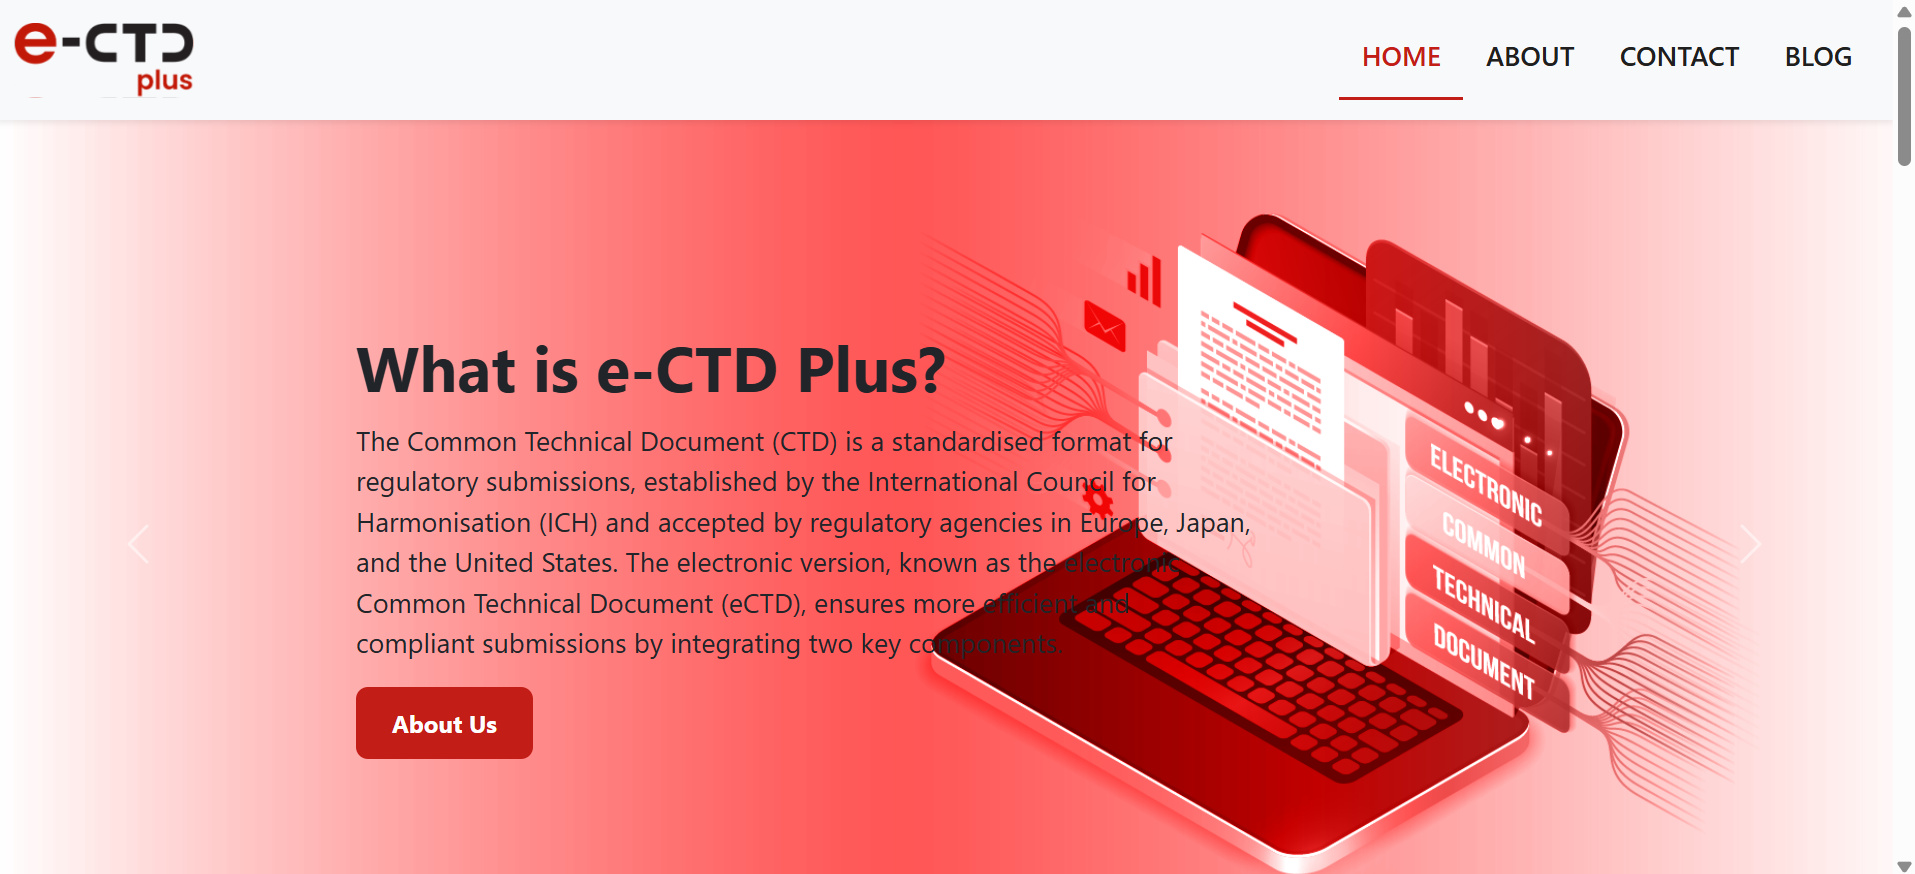 e-CTD
plus
HOME ABOUT CONTACT BLOG
What is e-CTD Plus?
The Common Technical Document (CTD) is a standardised format for
regulatory submissions, established by the International Council for
Harmonisation (ICH) and accepted by regulatory agencies in Europe, Japan,
and the United States. The electronic version, known as the electronic
Common Technical Document (eCTD), ensures more efficient and
compliant submissions by integrating two key components.
About Us
ELECTRONIC
COMMON
TECHNICAL
DOCUMENT